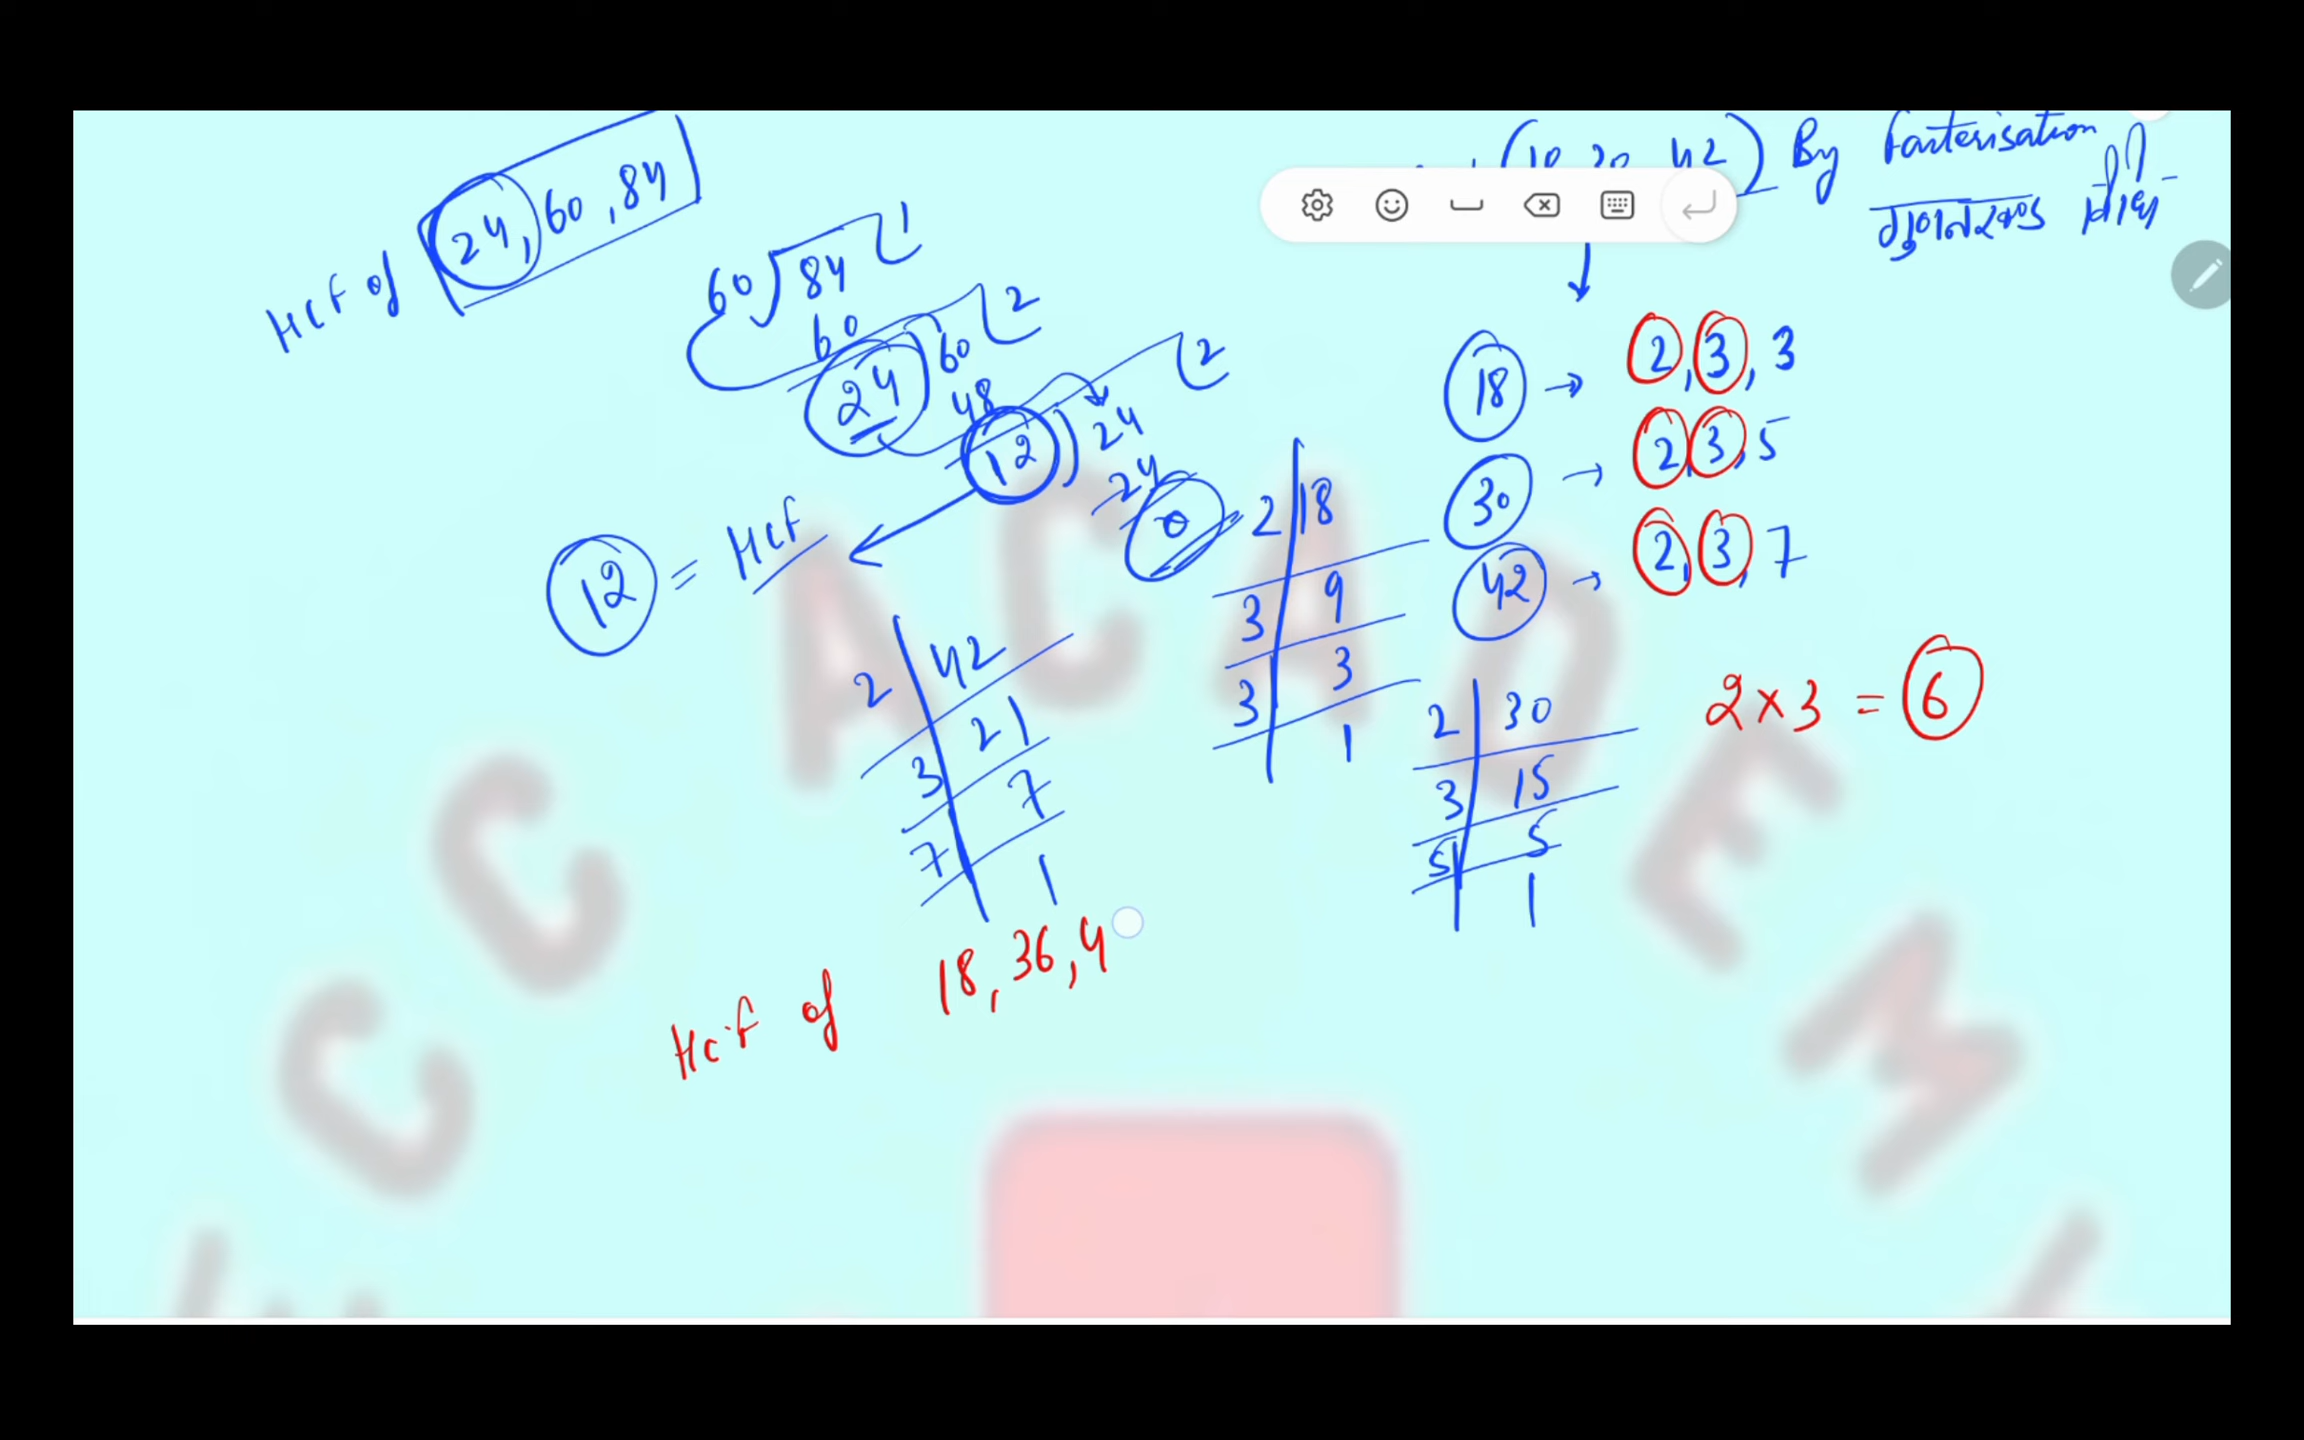 HCF of 24, 60, 84
60) 84 (1
60
24) 60 (2
48
12) 24 (2
24
0
12 = HCF
42) By Facterisation
18 → 2, 3, 3
30 → 2, 3, 5
42 → 2, 3, 7
2 × 3 = 6
2 | 18
3 | 9
3 | 3
1
2 | 42
3 | 21
7 | 7
1
2 | 30
3 | 15
5 | 5
1
HCF of 18, 36, 4
CCC ACADEM